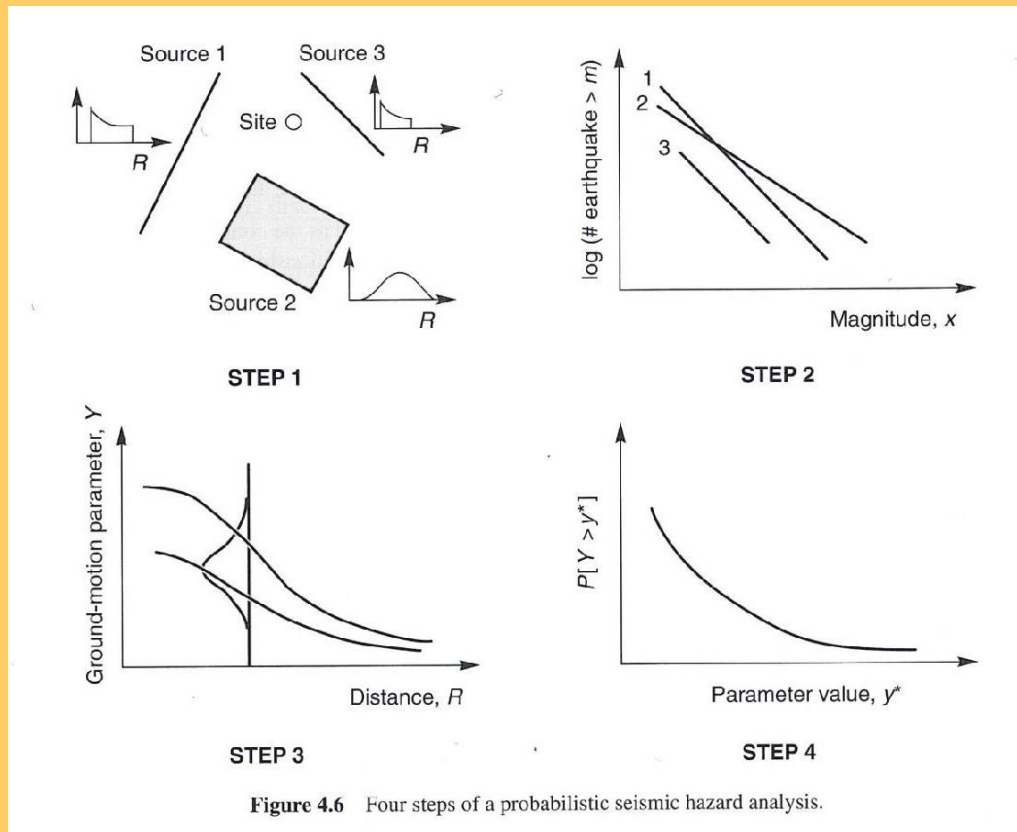 Source 1
Source 3
Site
R
R
Source 2
R
STEP 1
log (# earthquake > m)
1
2
3
Magnitude, x
STEP 2
Ground-motion parameter, Y
Distance, R
STEP 3
P[Y > y*]
Parameter value, y*
STEP 4
Figure 4.6 Four steps of a probabilistic seismic hazard analysis.